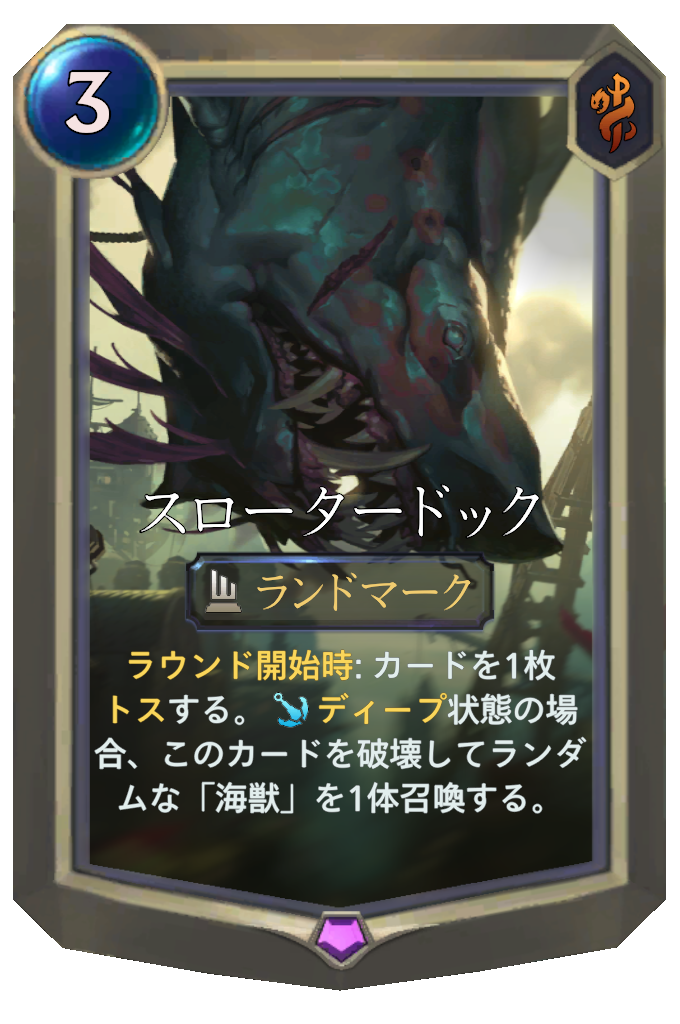 3
スロータードック
ランドマーク
ラウンド開始時: カードを1枚
トスする。 ディープ状態の場
合、このカードを破壊してランダ
ムな「海獣」を1体召喚する。